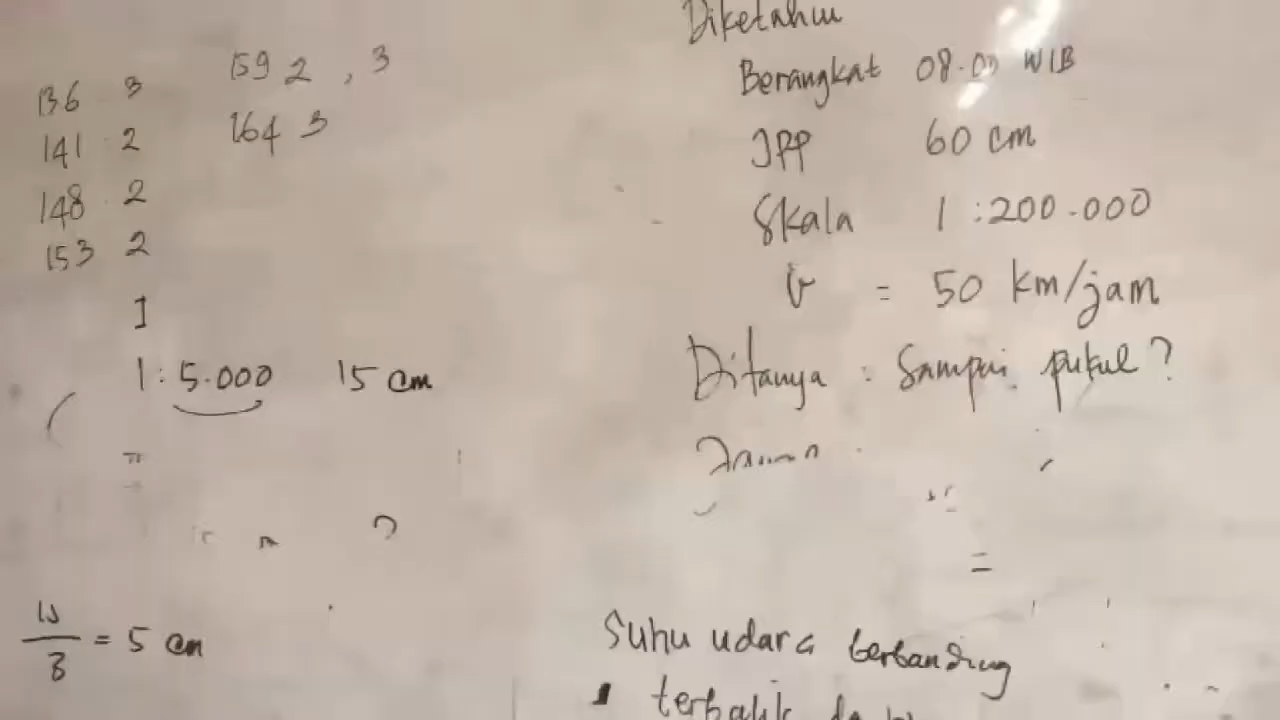 136 3
141 2
148 2
153 2
159 2, 3
164 3
1
1 : 5.000 15 cm
= 5 cm
Diketahui
Berangkat 08.00 WIB
JPP 60 cm
Skala 1 : 200.000
v = 50 km/jam
Ditanya : Sampai pukul ?
=
Suhu udara berbanding
terbalik